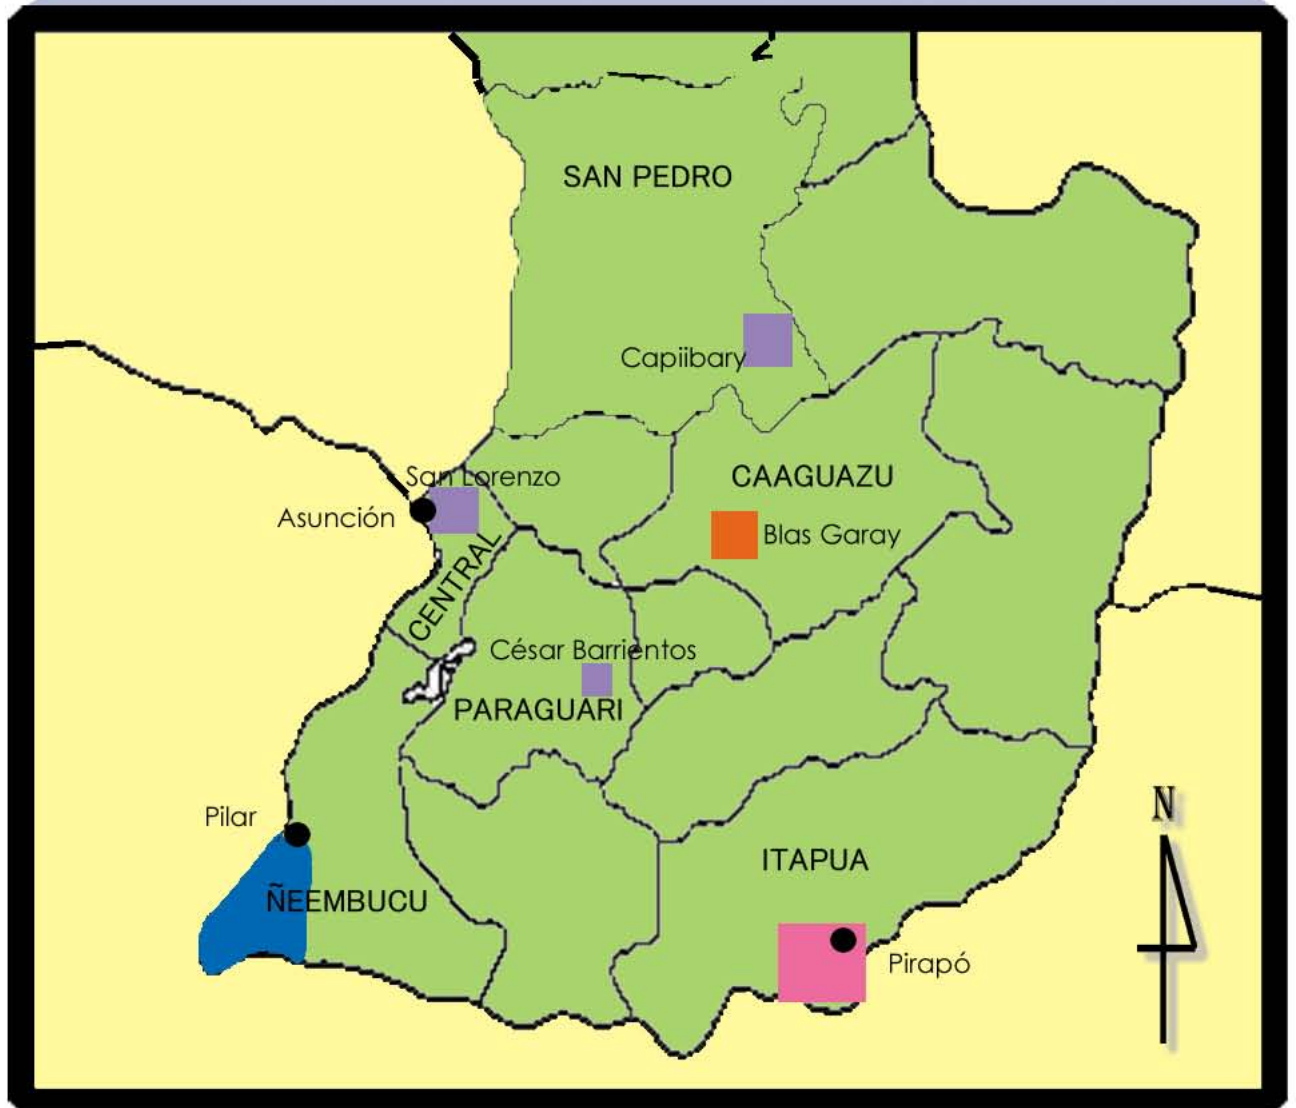 SAN PEDRO
Capiibary
San Lorenzo
CAAGUAZU
Asunción
Blas Garay
CENTRAL
César Barrientos
PARAGUARI
Pilar
N
ITAPUA
ÑEEMBUCU
Pirapó